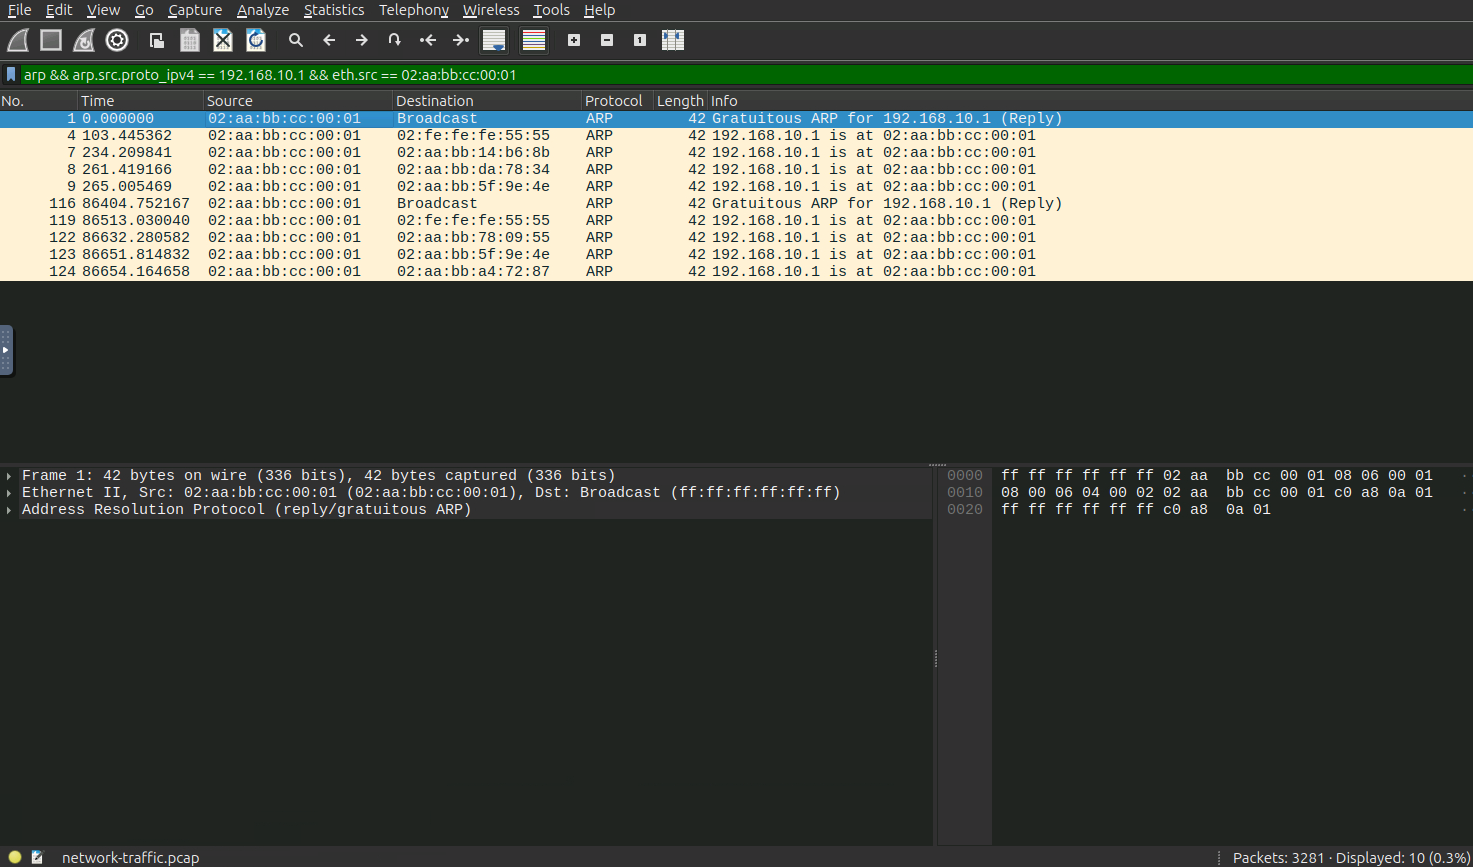 File Edit View Go Capture Analyze Statistics Telephony Wireless Tools Help
arp && arp.src.proto_ipv4 == 192.168.10.1 && eth.src == 02:aa:bb:cc:00:01
No. Time Source Destination Protocol Length Info
1 0.000000 02:aa:bb:cc:00:01 Broadcast ARP 42 Gratuitous ARP for 192.168.10.1 (Reply)
4 103.445362 02:aa:bb:cc:00:01 02:fe:fe:fe:55:55 ARP 42 192.168.10.1 is at 02:aa:bb:cc:00:01
7 234.209841 02:aa:bb:cc:00:01 02:aa:bb:14:b6:8b ARP 42 192.168.10.1 is at 02:aa:bb:cc:00:01
8 261.419166 02:aa:bb:cc:00:01 02:aa:bb:da:78:34 ARP 42 192.168.10.1 is at 02:aa:bb:cc:00:01
9 265.005469 02:aa:bb:cc:00:01 02:aa:bb:5f:9e:4e ARP 42 192.168.10.1 is at 02:aa:bb:cc:00:01
116 86404.752167 02:aa:bb:cc:00:01 Broadcast ARP 42 Gratuitous ARP for 192.168.10.1 (Reply)
119 86513.030040 02:aa:bb:cc:00:01 02:fe:fe:fe:55:55 ARP 42 192.168.10.1 is at 02:aa:bb:cc:00:01
122 86632.280582 02:aa:bb:cc:00:01 02:aa:bb:78:09:55 ARP 42 192.168.10.1 is at 02:aa:bb:cc:00:01
123 86651.814832 02:aa:bb:cc:00:01 02:aa:bb:5f:9e:4e ARP 42 192.168.10.1 is at 02:aa:bb:cc:00:01
124 86654.164658 02:aa:bb:cc:00:01 02:aa:bb:a4:72:87 ARP 42 192.168.10.1 is at 02:aa:bb:cc:00:01
Frame 1: 42 bytes on wire (336 bits), 42 bytes captured (336 bits)
Ethernet II, Src: 02:aa:bb:cc:00:01 (02:aa:bb:cc:00:01), Dst: Broadcast (ff:ff:ff:ff:ff:ff)
Address Resolution Protocol (reply/gratuitous ARP)
0000 ff ff ff ff ff ff 02 aa bb cc 00 01 08 06 00 01
0010 08 00 06 04 00 02 02 aa bb cc 00 01 c0 a8 0a 01
0020 ff ff ff ff ff ff c0 a8 0a 01
network-traffic.pcap
Packets: 3281 · Displayed: 10 (0.3%)